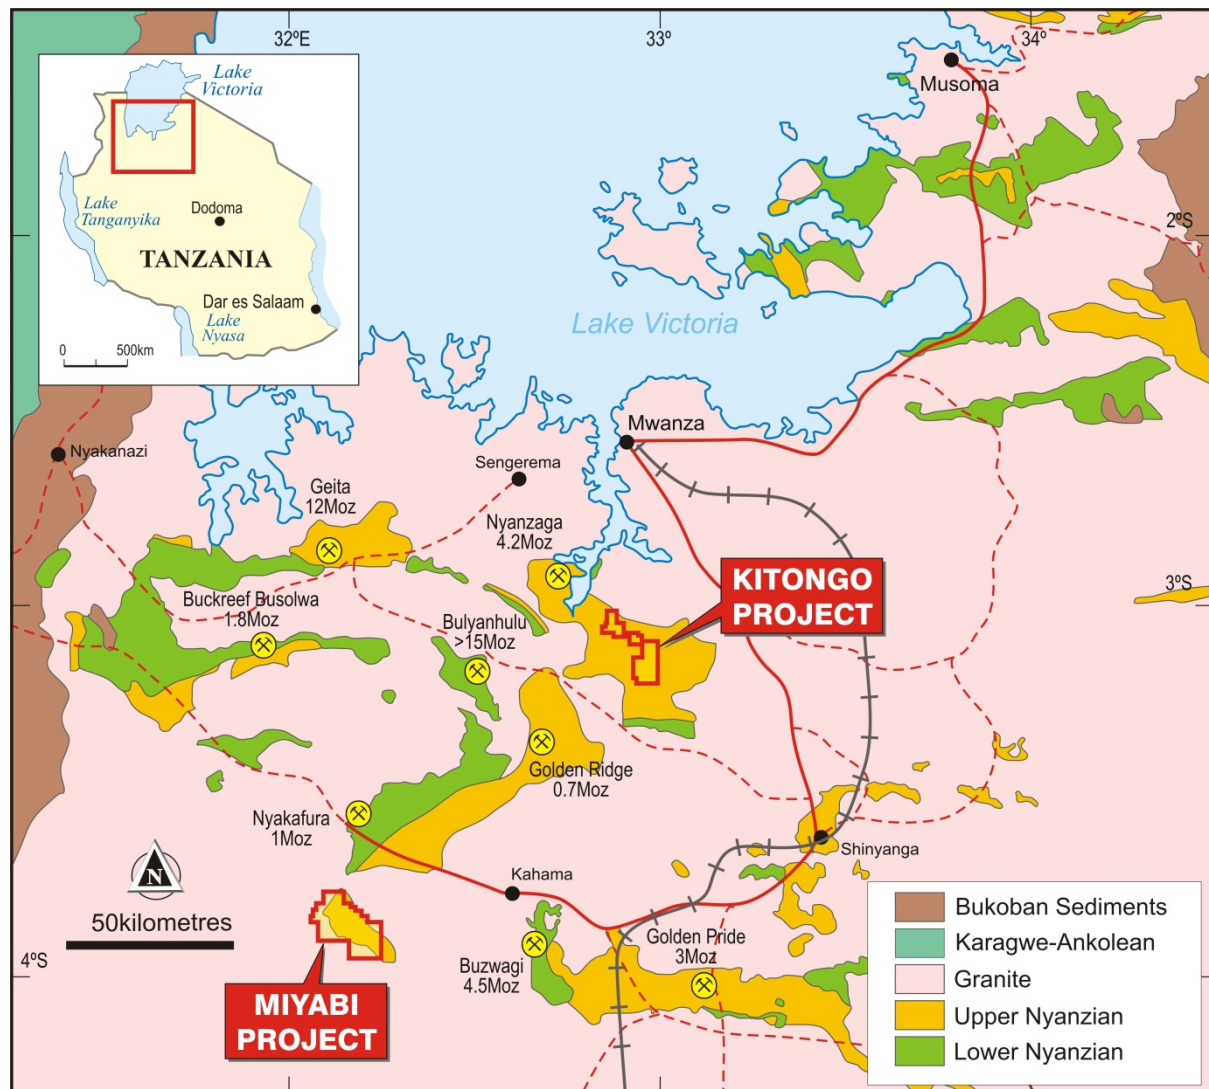 32ºE
33º
34º
Lake
Victoria
Lake
Tanganyika
Dodoma
TANZANIA
Dar es Salaam
Lake
Nyasa
0
500km
Musoma
2ºS
Lake Victoria
Mwanza
Nyakanazi
Sengerema
Geita
12Moz
Nyanzaga
4.2Moz
KITONGO
PROJECT
3ºS
Buckreef Busolwa
1.8Moz
Bulyanhulu
>15Moz
Golden Ridge
0.7Moz
Nyakafura
1Moz
Shinyanga
N
50kilometres
Kahama
4ºS
Buzwagi
4.5Moz
Golden Pride
3Moz
MIYABI
PROJECT
Bukoban Sediments
Karagwe-Ankolean
Granite
Upper Nyanzian
Lower Nyanzian